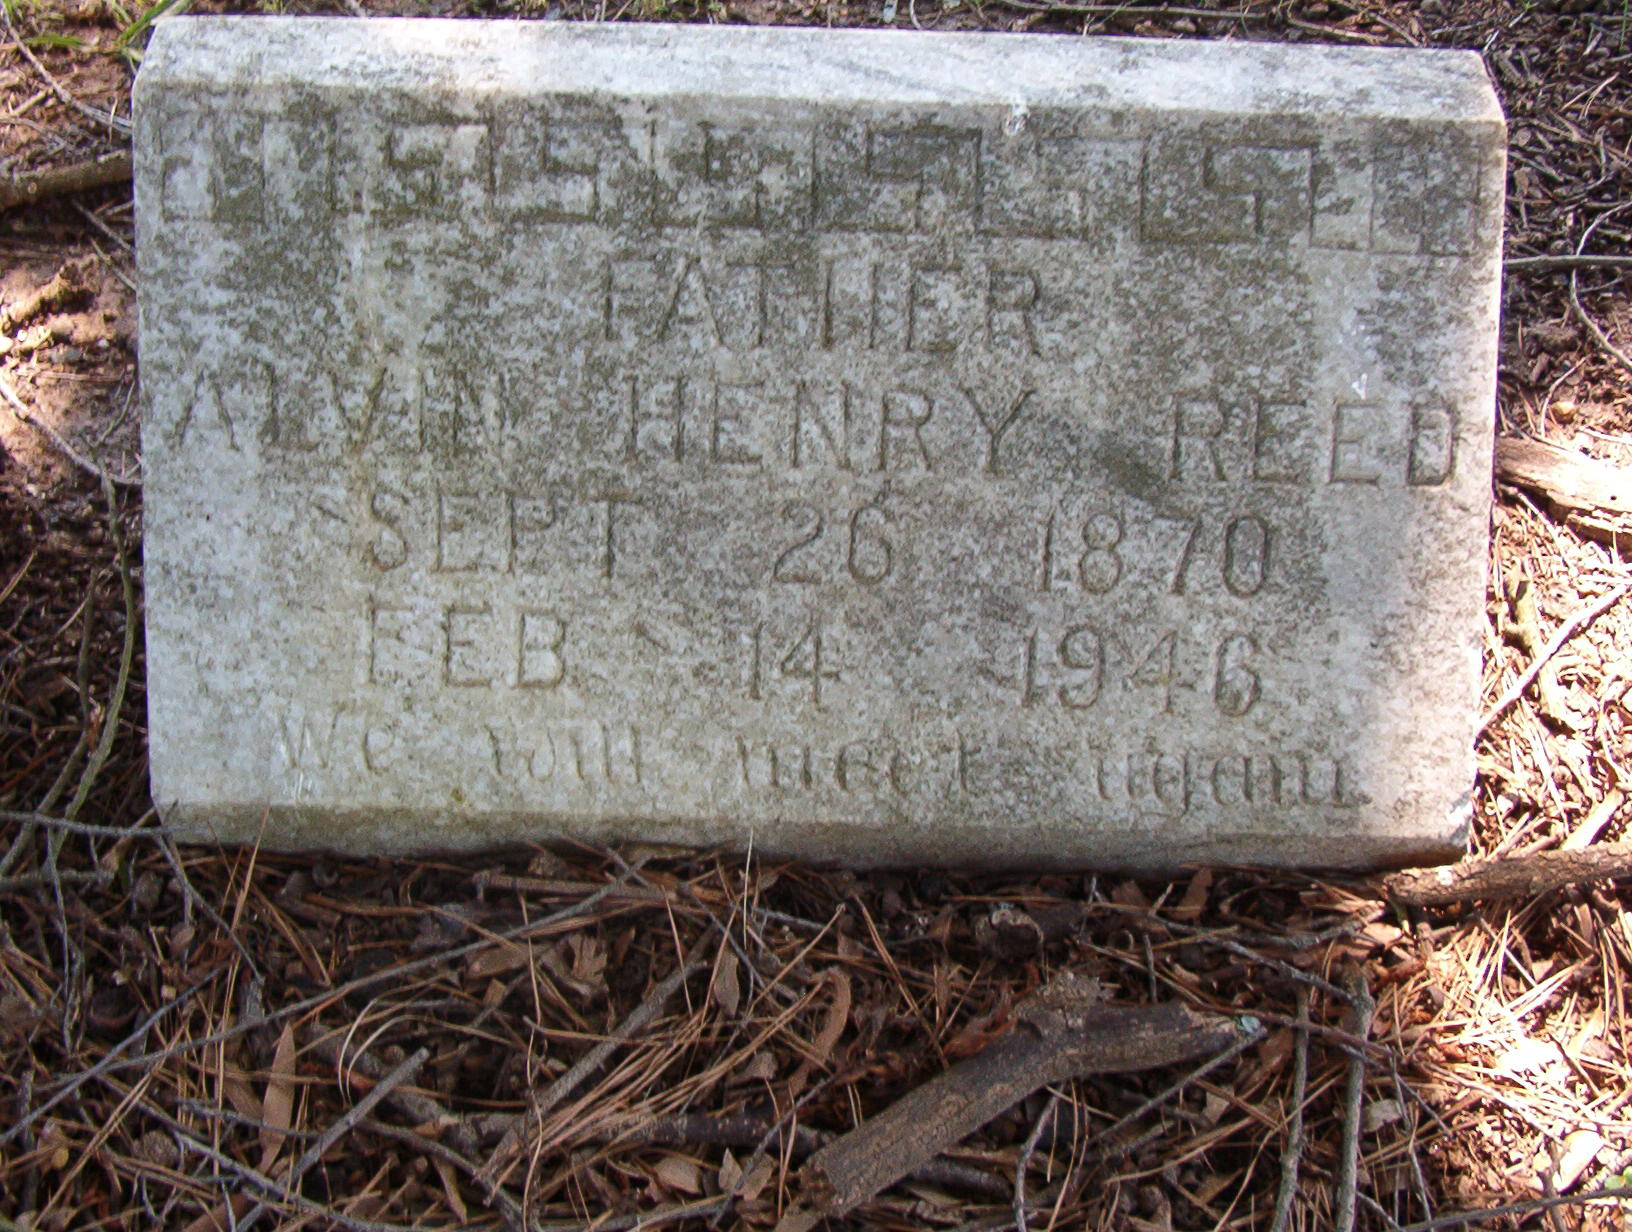 FATHER
ALVIN HENRY REED
SEPT 26 1870
FEB 14 1946
We will meet again